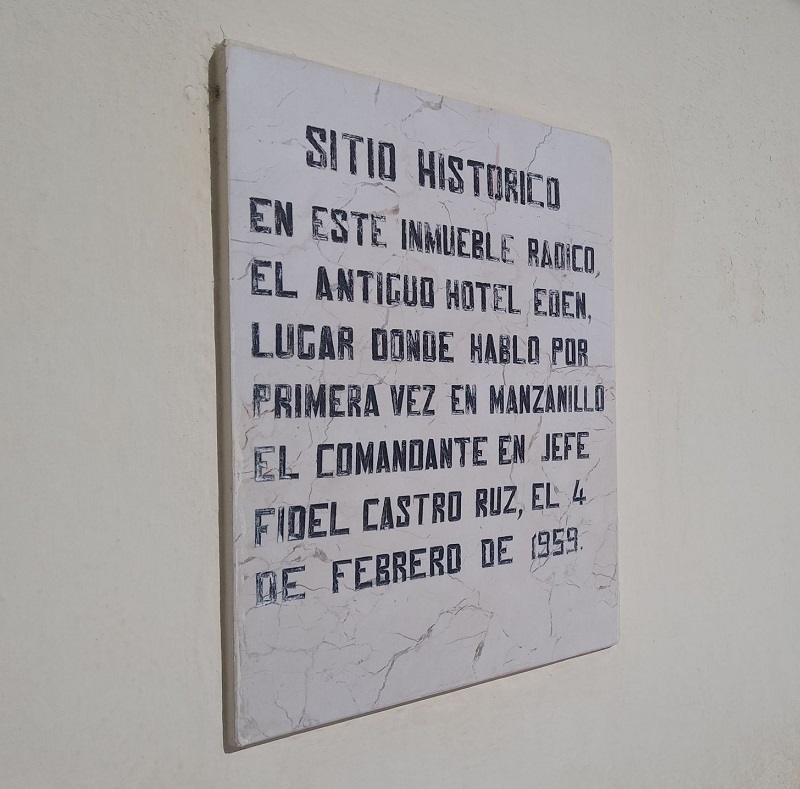 SITIO HISTORICO
EN ESTE INMUEBLE RADICO,
EL ANTIGUO HOTEL EDEN,
LUGAR DONDE HABLO POR
PRIMERA VEZ EN MANZANILLO
EL COMANDANTE EN JEFE
FIDEL CASTRO RUZ, EL 4
DE FEBRERO DE 1959.